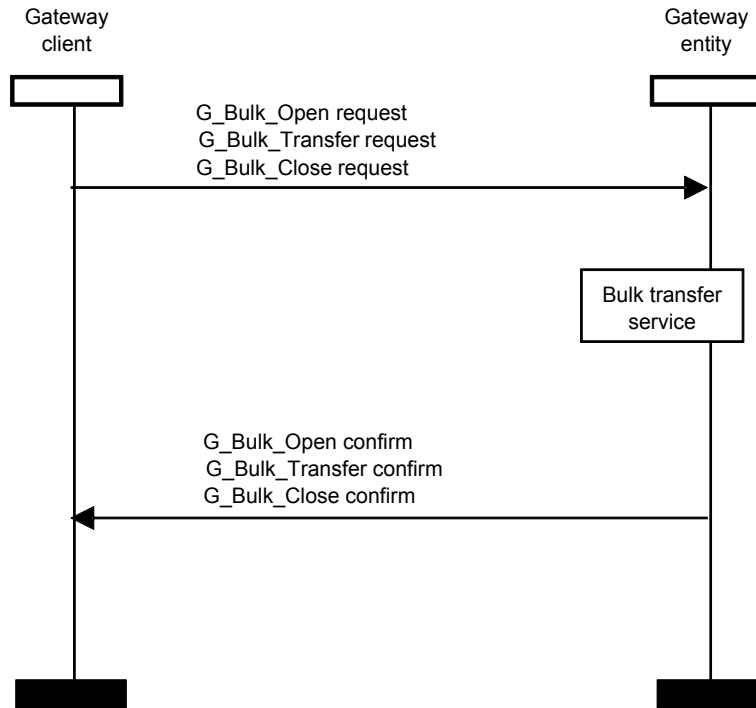 Gateway
client
Gateway
entity
G_Bulk_Open request
G_Bulk_Transfer request
G_Bulk_Close request
Bulk transfer
service
G_Bulk_Open confirm
G_Bulk_Transfer confirm
G_Bulk_Close confirm